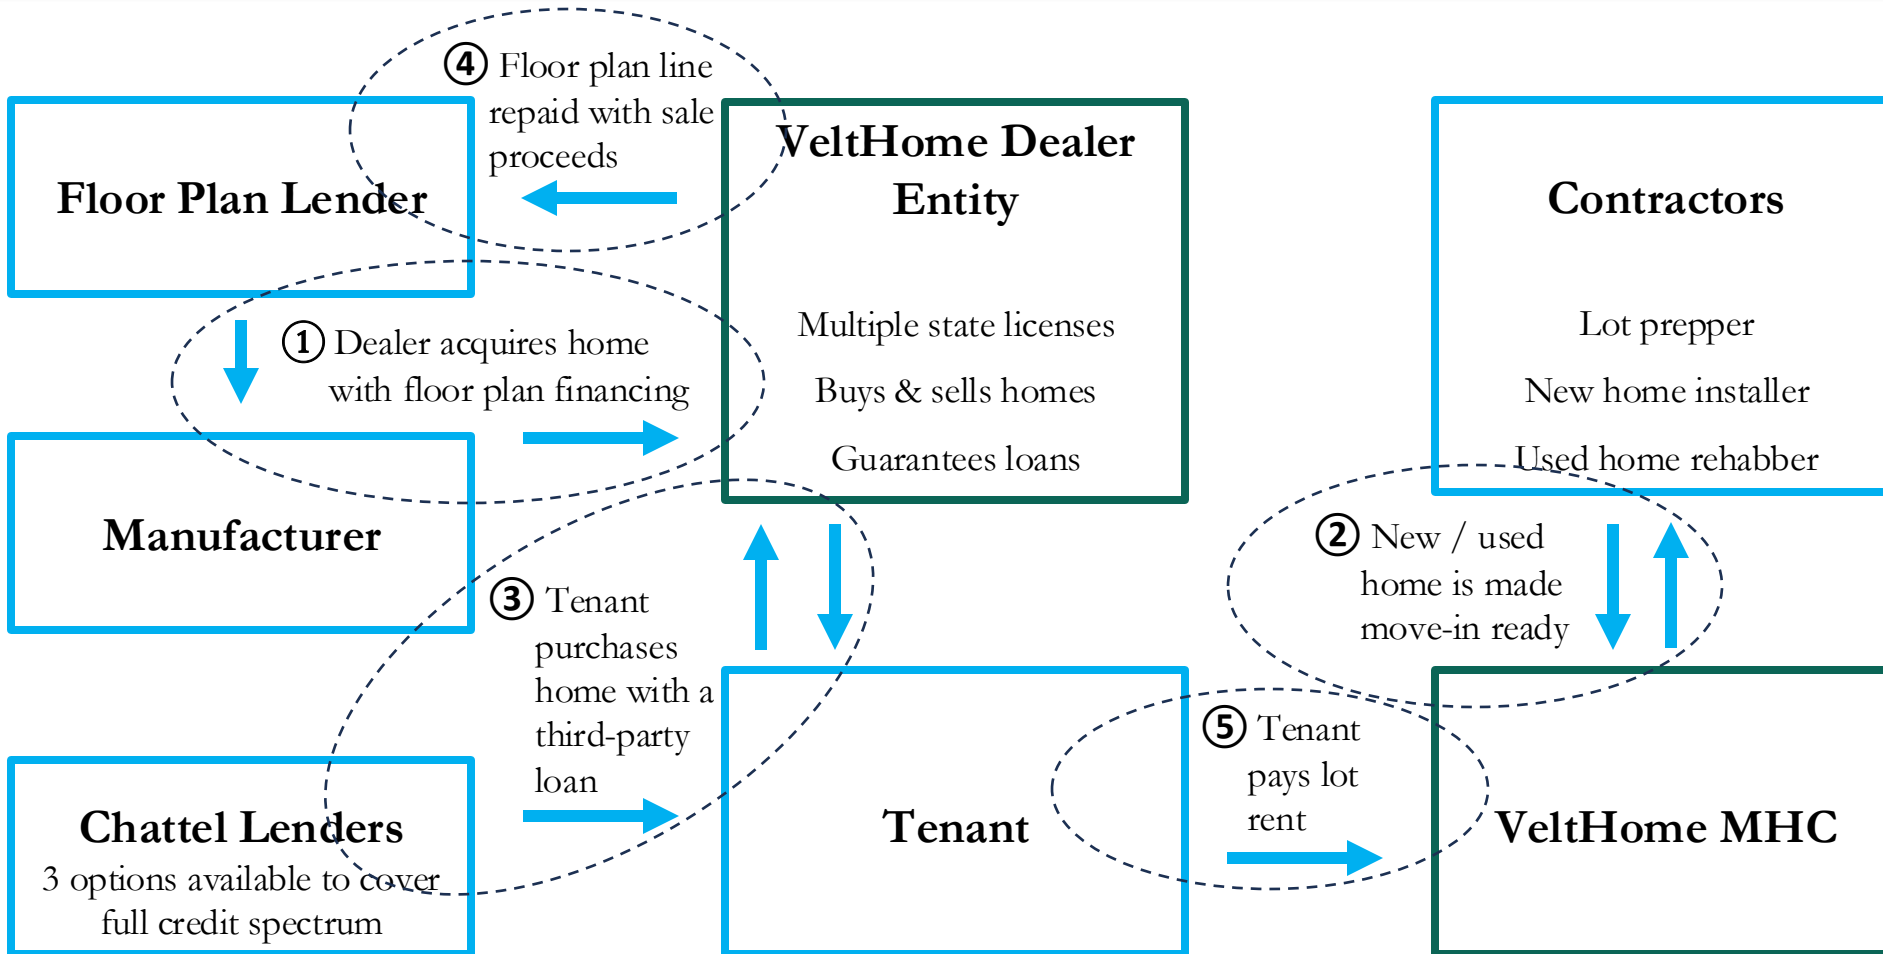 ④ Floor plan line
repaid with sale
proceeds
Floor Plan Lender
VeltHome Dealer
Entity
Multiple state licenses
Buys & sells homes
Guarantees loans
Contractors
Lot prepper
New home installer
Used home rehabber
① Dealer acquires home
with floor plan financing
Manufacturer
② New / used
home is made
move-in ready
③ Tenant
purchases
home with a
third-party
loan
Chattel Lenders
3 options available to cover
full credit spectrum
Tenant
⑤ Tenant
pays lot
rent
VeltHome MHC